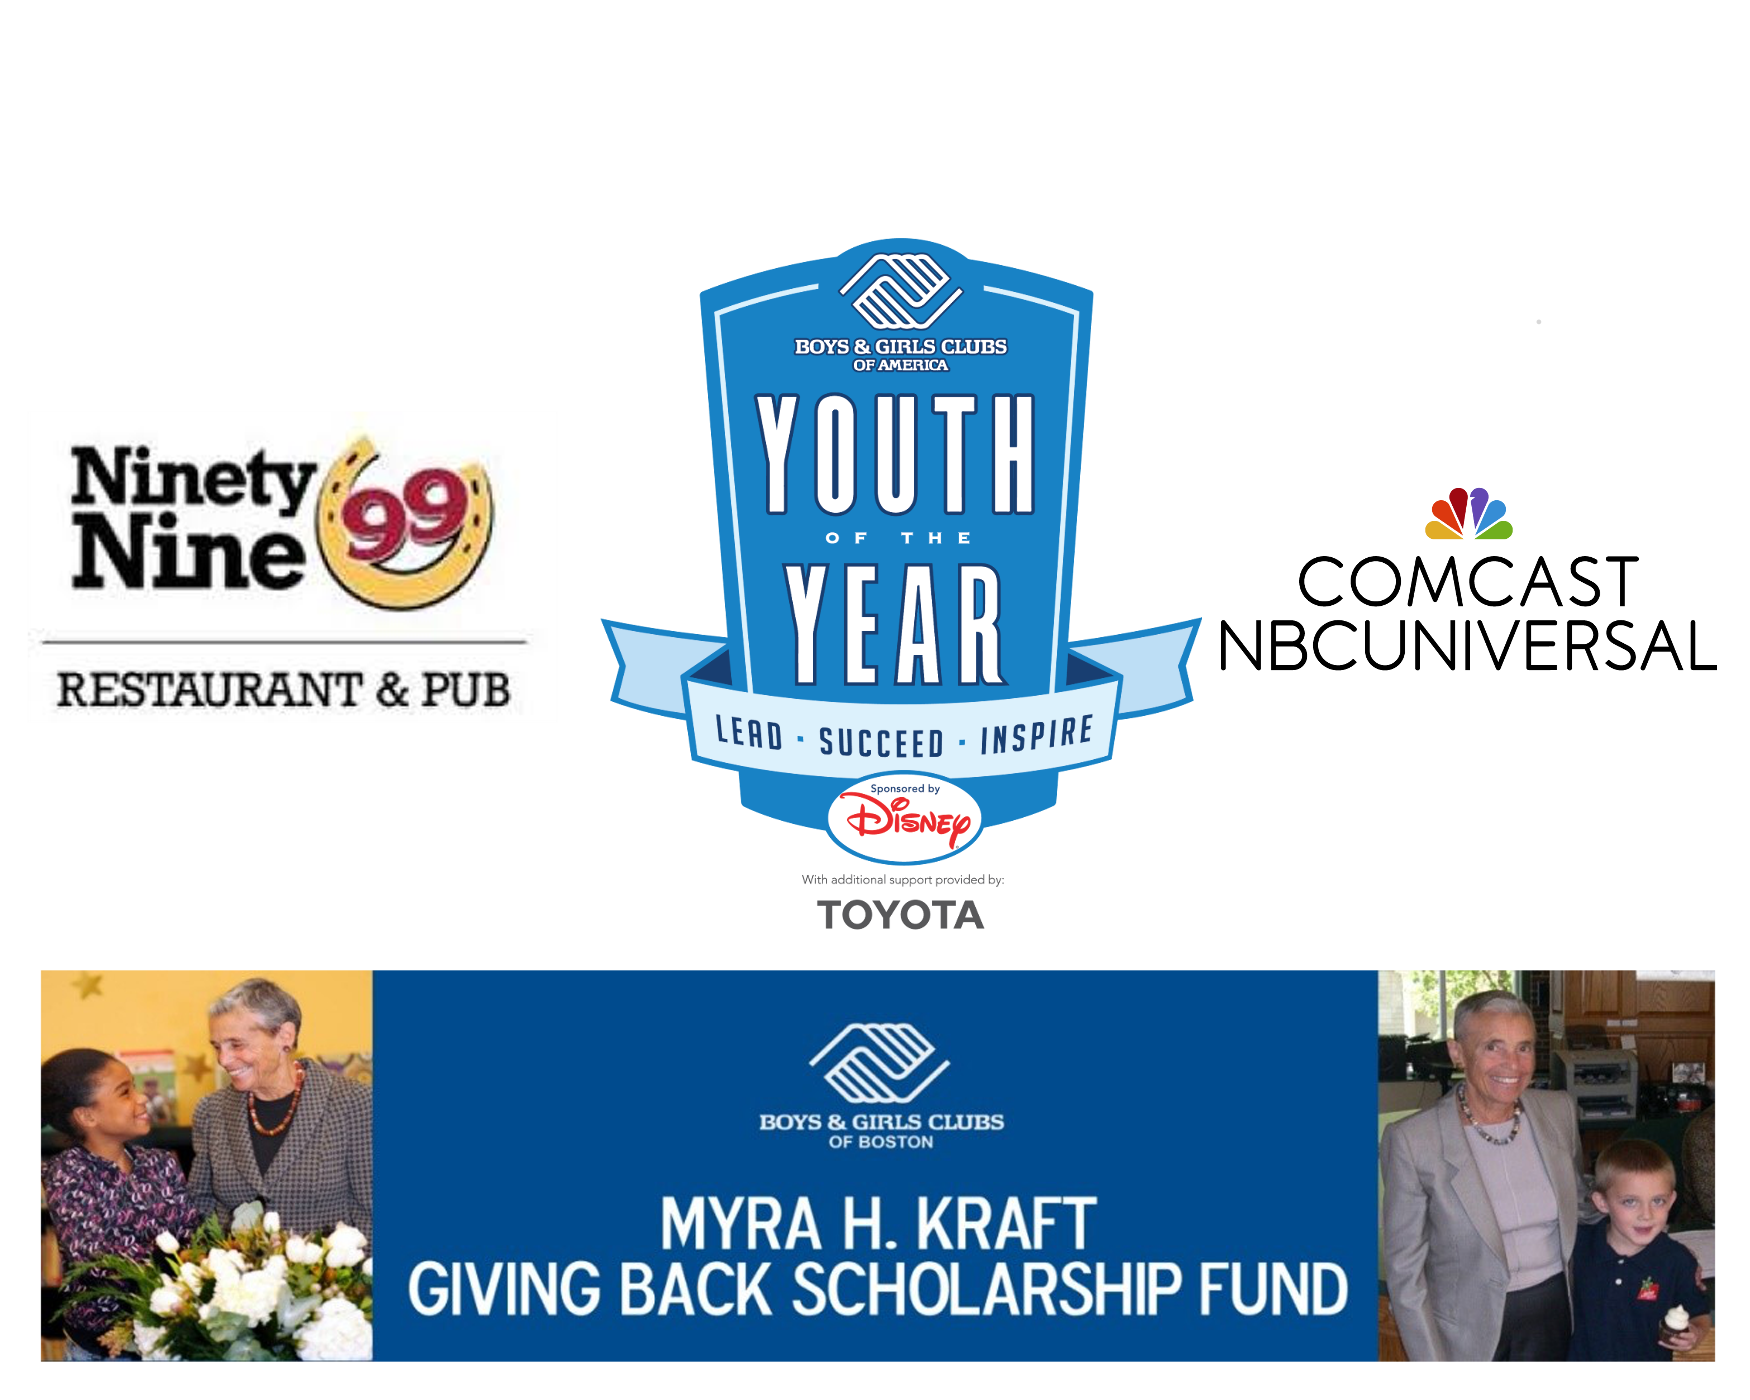 Ninety
Nine
99
RESTAURANT & PUB
BOYS & GIRLS CLUBS
OF AMERICA
YOUTH
OF THE
YEAR
LEAD · SUCCEED · INSPIRE
Sponsored by
DISNEY
With additional support provided by:
TOYOTA
COMCAST
NBCUNIVERSAL
BOYS & GIRLS CLUBS
OF BOSTON
MYRA H. KRAFT
GIVING BACK SCHOLARSHIP FUND